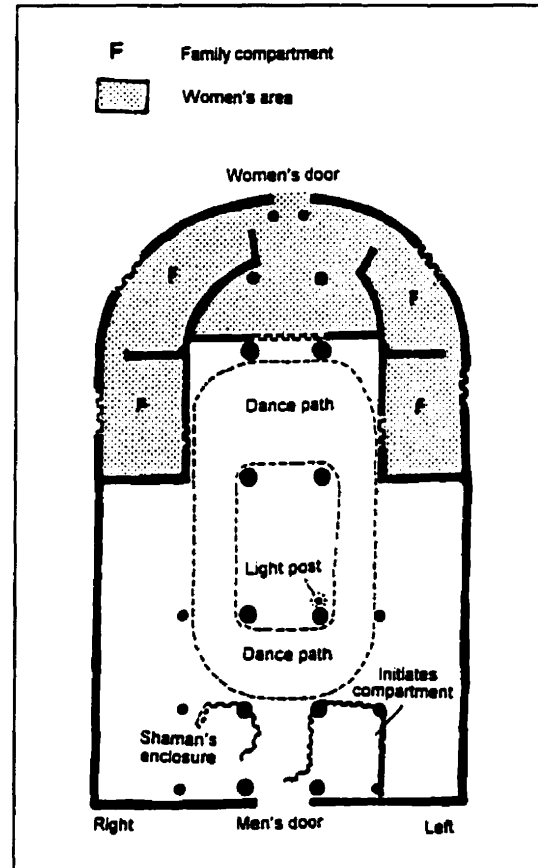 F Family compartment
Women's area
Women's door
F
F
F
F
Dance path
Light post
Dance path
Initiates
compartment
Shaman's
enclosure
Right Men's door Left